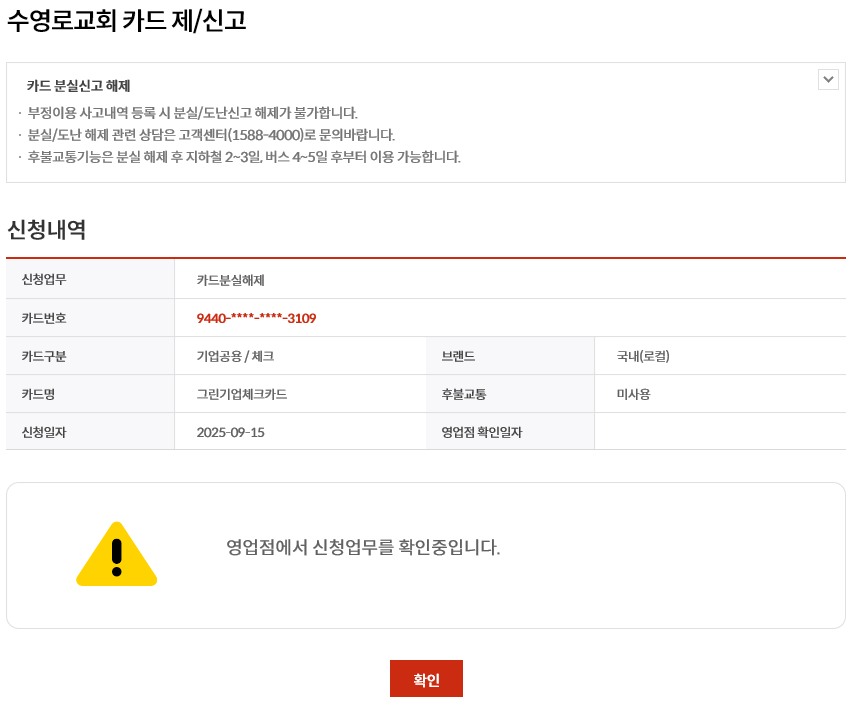 수영로교회 카드 제/신고
카드 분실신고 해제
· 부정이용 사고내역 등록 시 분실/도난신고 해제가 불가합니다.
· 분실/도난 해제 관련 상담은 고객센터(1588-4000)로 문의바랍니다.
· 후불교통기능은 분실 해제 후 지하철 2~3일, 버스 4~5일 후부터 이용 가능합니다.
신청내역
신청업무 카드분실해제
카드번호 9440-****-****-3109
카드구분 기업공용 / 체크 브랜드 국내(로컬)
카드명 그린기업체크카드 후불교통 미사용
신청일자 2025-09-15 영업점 확인일자
영업점에서 신청업무를 확인중입니다.
확인